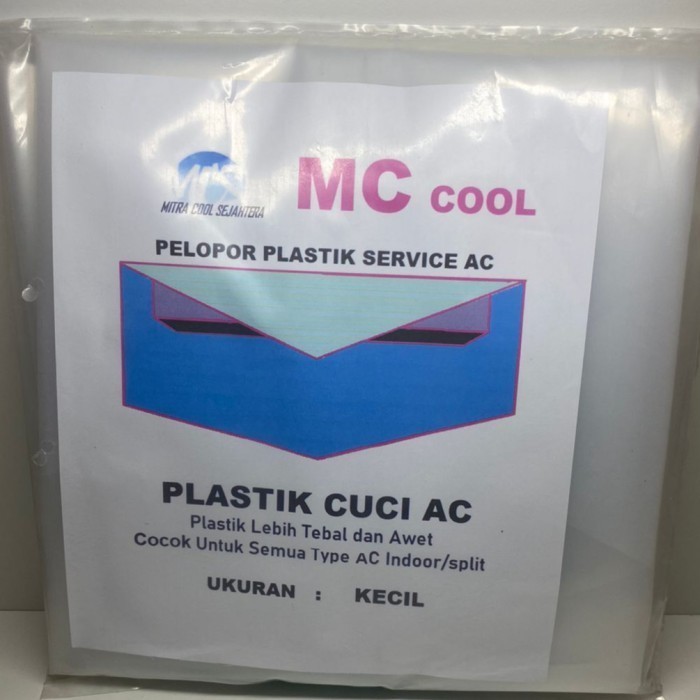 MITRA COOL SEJAHTERA
MC COOL
PELOPOR PLASTIK SERVICE AC
PLASTIK CUCI AC
Plastik Lebih Tebal dan Awet
Cocok Untuk Semua Type AC Indoor/split
UKURAN : KECIL